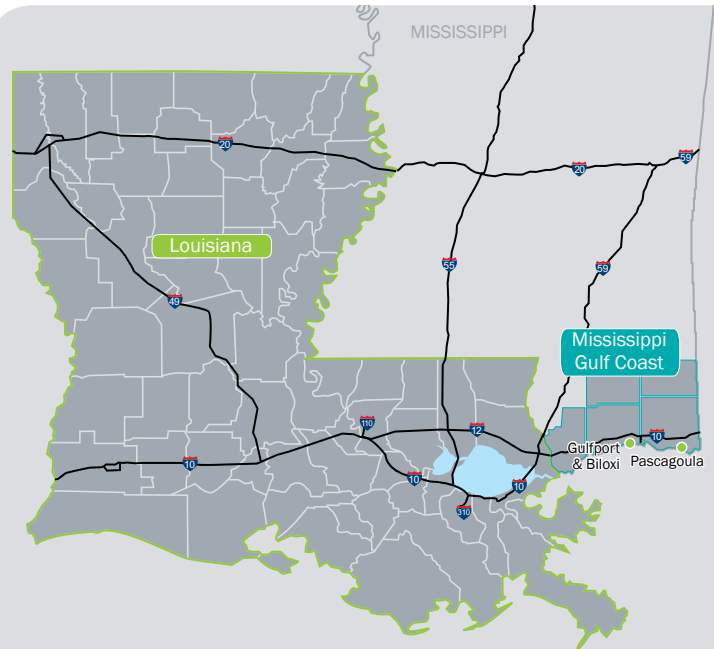 MISSISSIPPI
20
20
59
Louisiana
55
59
49
Mississippi
Gulf Coast
110
12
10
Gulfport
& Biloxi
Pascagoula
10
10
10
310